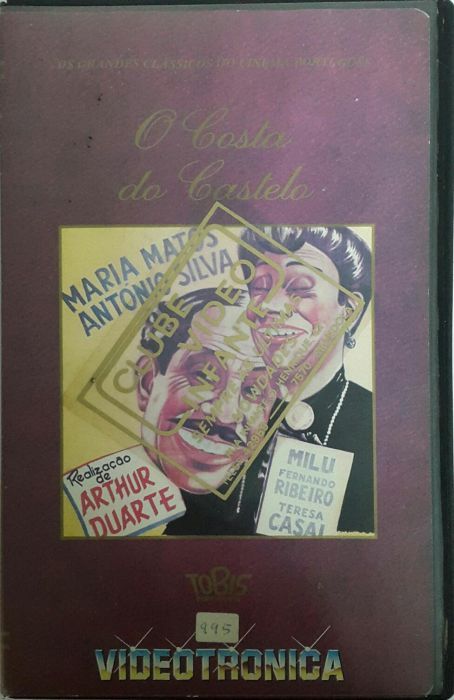 OS GRANDES CLÁSSICOS DO CINEMA PORTUGUÊS
O Costa
do Castelo
MARIA MATOS
ANTONIO SILVA
CLUBE
VIDEO
INFANTE
Realização
de
ARTHUR
DUARTE
MILU
FERNANDO
RIBEIRO
TERESA
CASAL
TOBIS
995
VIDEOTRONICA